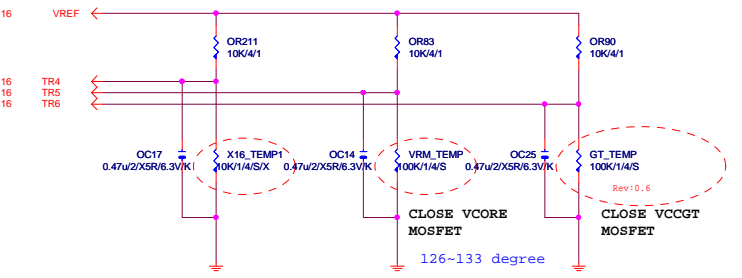 16 VREF
OR211
10K/4/1
OR83
10K/4/1
OR90
10K/4/1
16 TR4
16 TR5
16 TR6
OC17
0.47u/2/X5R/6.3V/K
X16_TEMP1
10K/1/4/S/X
OC14
0.47u/2/X5R/6.3V/K
VRM_TEMP
100K/1/4/S
OC25
0.47u/2/X5R/6.3V/K
GT_TEMP
100K/1/4/S
Rev:0.6
CLOSE VCORE
MOSFET
CLOSE VCCGT
MOSFET
126~133 degree